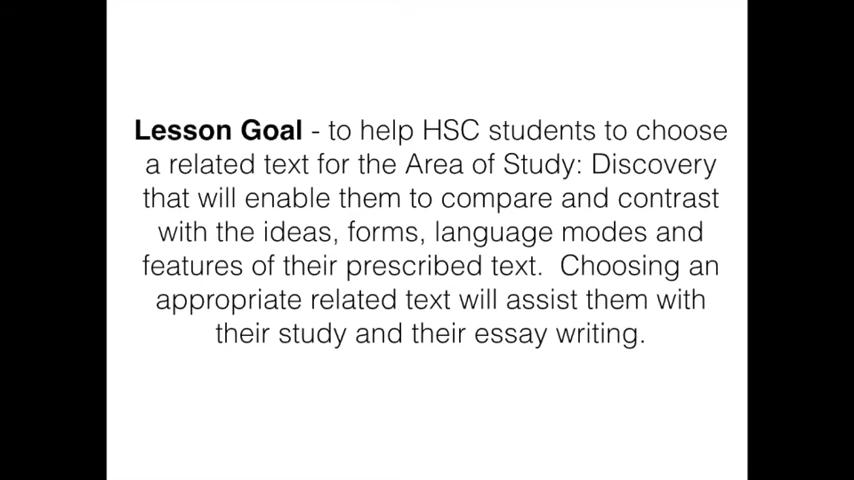 Lesson Goal - to help HSC students to choose
a related text for the Area of Study: Discovery
that will enable them to compare and contrast
with the ideas, forms, language modes and
features of their prescribed text.  Choosing an
appropriate related text will assist them with
their study and their essay writing.